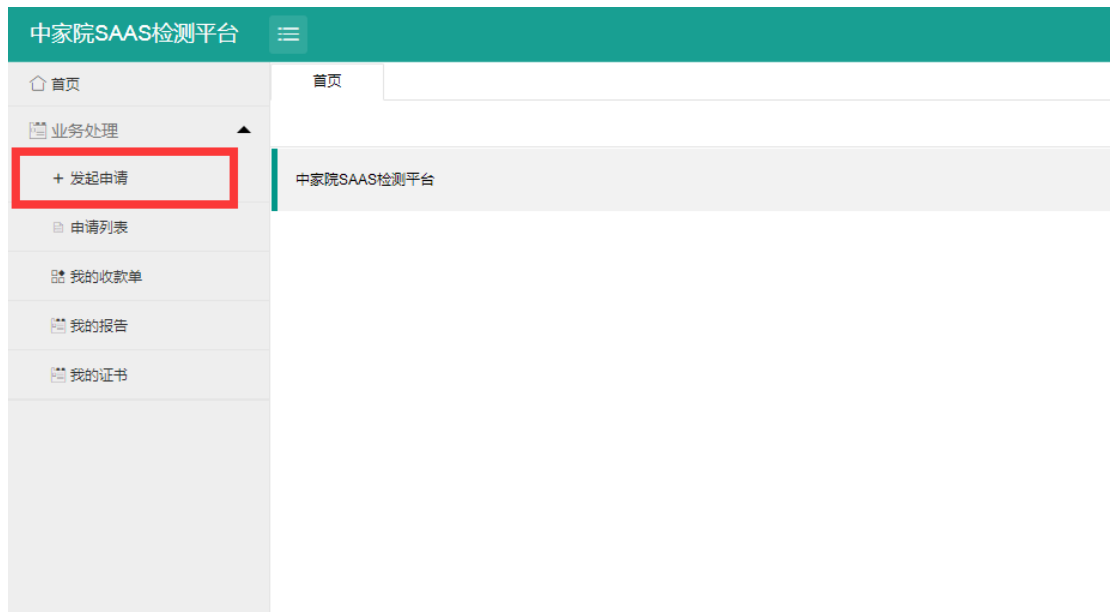 中家院SAAS检测平台
首页
首页
业务处理
+ 发起申请
中家院SAAS检测平台
申请列表
我的收款单
我的报告
我的证书